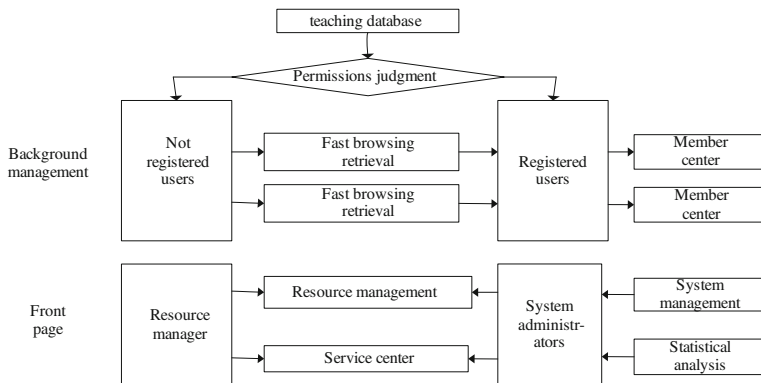 teaching database
Permissions judgment
Background
management
Not
registered
users
Fast browsing
retrieval
Fast browsing
retrieval
Registered
users
Member
center
Member
center
Front
page
Resource
manager
Resource management
Service center
System
administr-
ators
System
management
Statistical
analysis